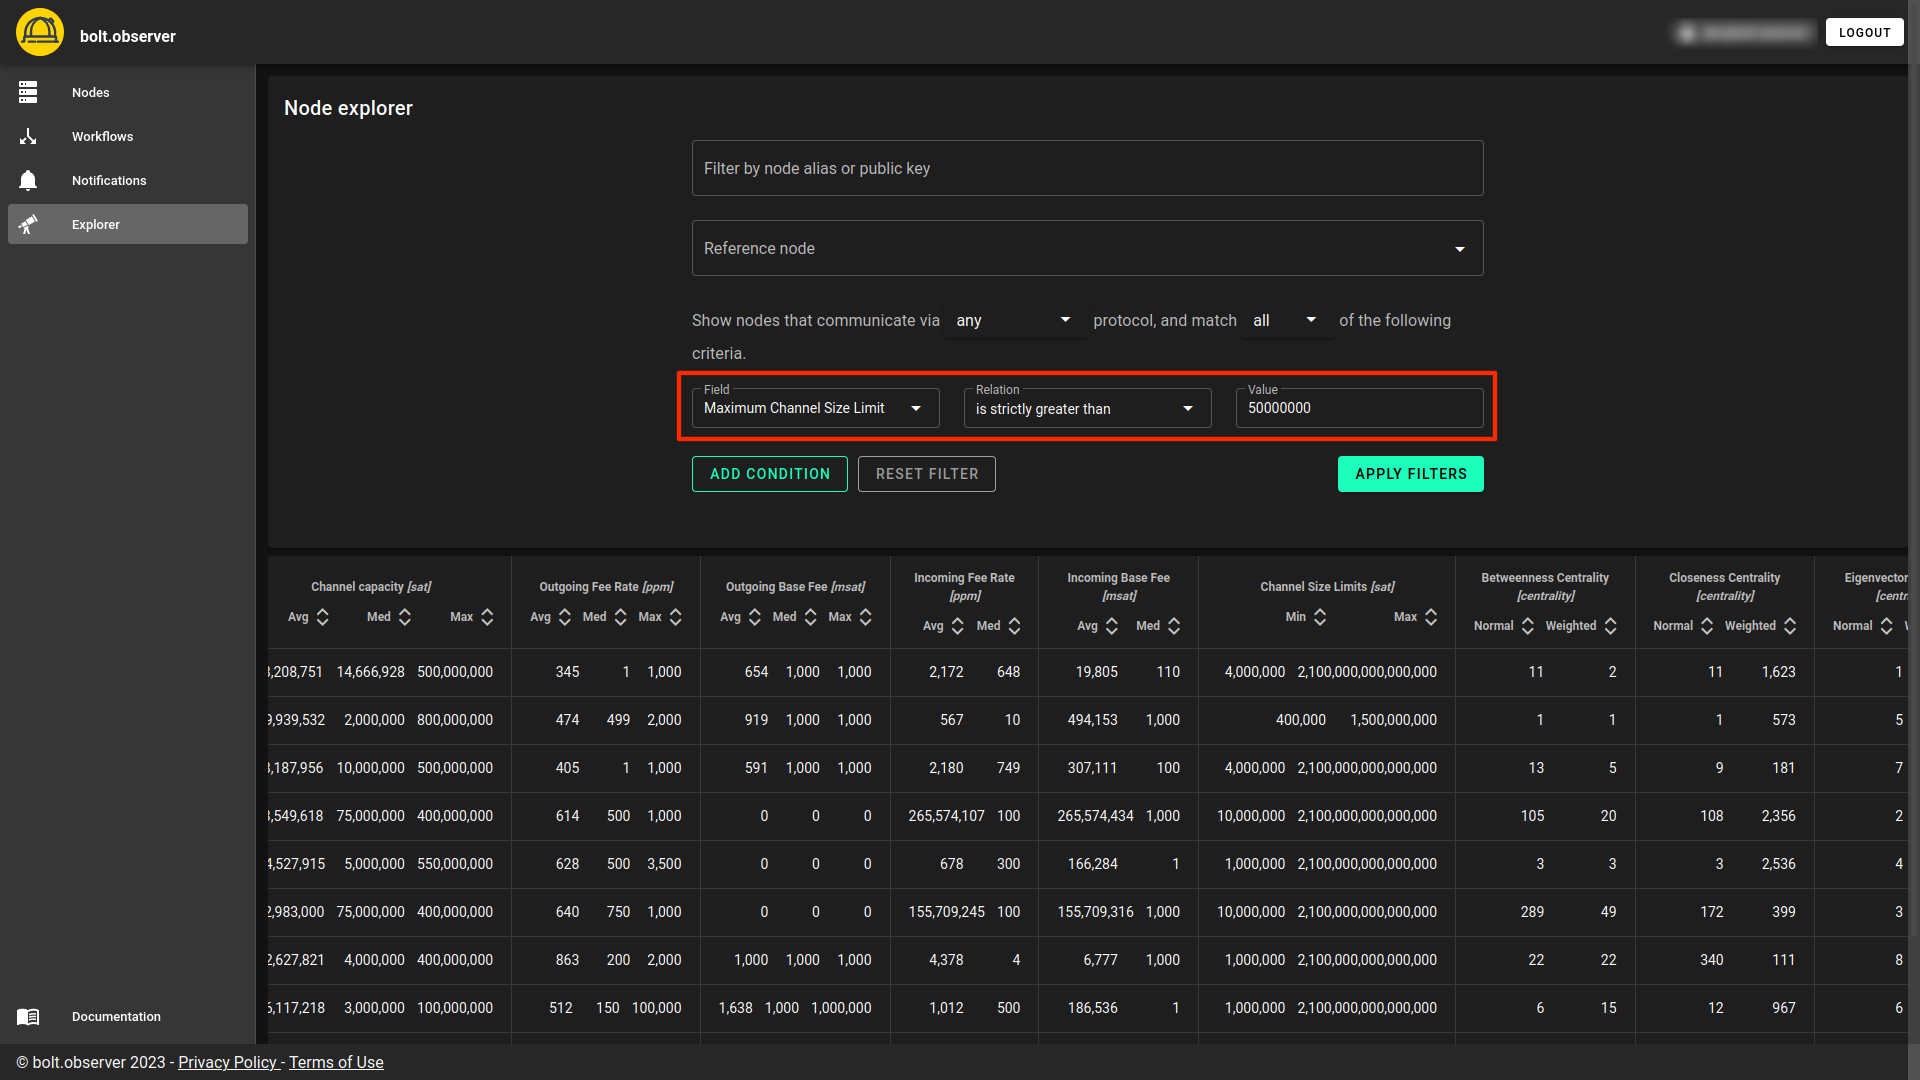 bolt.observer
LOGOUT
Nodes
Workflows
Notifications
Explorer
Node explorer
Filter by node alias or public key
Reference node
Show nodes that communicate via any protocol, and match all of the following
criteria.
Field Relation Value
Maximum Channel Size Limit is strictly greater than 50000000
ADD CONDITION RESET FILTER APPLY FILTERS
Channel capacity [sat] Outgoing Fee Rate [ppm] Outgoing Base Fee [msat] Incoming Fee Rate [ppm] Incoming Base Fee [msat] Channel Size Limits [sat] Betweenness Centrality [centrality] Closeness Centrality [centrality] Eigenvector
Avg Med Max Avg Med Max Avg Med Max Avg Med Avg Med Min Max Normal Weighted Normal Weighted Normal
,208,751 14,666,928 500,000,000 345 1 1,000 654 1,000 1,000 2,172 648 19,805 110 4,000,000 2,100,000,000,000,000 11 2 11 1,623 1
9,939,532 2,000,000 800,000,000 474 499 2,000 919 1,000 1,000 567 10 494,153 1,000 400,000 1,500,000,000 1 1 1 573 5
,187,956 10,000,000 500,000,000 405 1 1,000 591 1,000 1,000 2,180 749 307,111 100 4,000,000 2,100,000,000,000,000 13 5 9 181 7
,549,618 75,000,000 400,000,000 614 500 1,000 0 0 0 265,574,107 100 265,574,434 1,000 10,000,000 2,100,000,000,000,000 105 20 108 2,356 2
4,527,915 5,000,000 550,000,000 628 500 3,500 0 0 0 678 300 166,284 1 1,000,000 2,100,000,000,000,000 3 3 3 2,536 4
2,983,000 75,000,000 400,000,000 640 750 1,000 0 0 0 155,709,245 100 155,709,316 1,000 10,000,000 2,100,000,000,000,000 289 49 172 399 3
2,627,821 4,000,000 400,000,000 863 200 2,000 1,000 1,000 1,000 4,378 4 6,777 1,000 1,000,000 2,100,000,000,000,000 22 22 340 111 8
,117,218 3,000,000 100,000,000 512 150 100,000 1,638 1,000 1,000,000 1,012 500 186,536 1 1,000,000 2,100,000,000,000,000 6 15 12 967 6
Documentation
© bolt.observer 2023 - Privacy Policy - Terms of Use